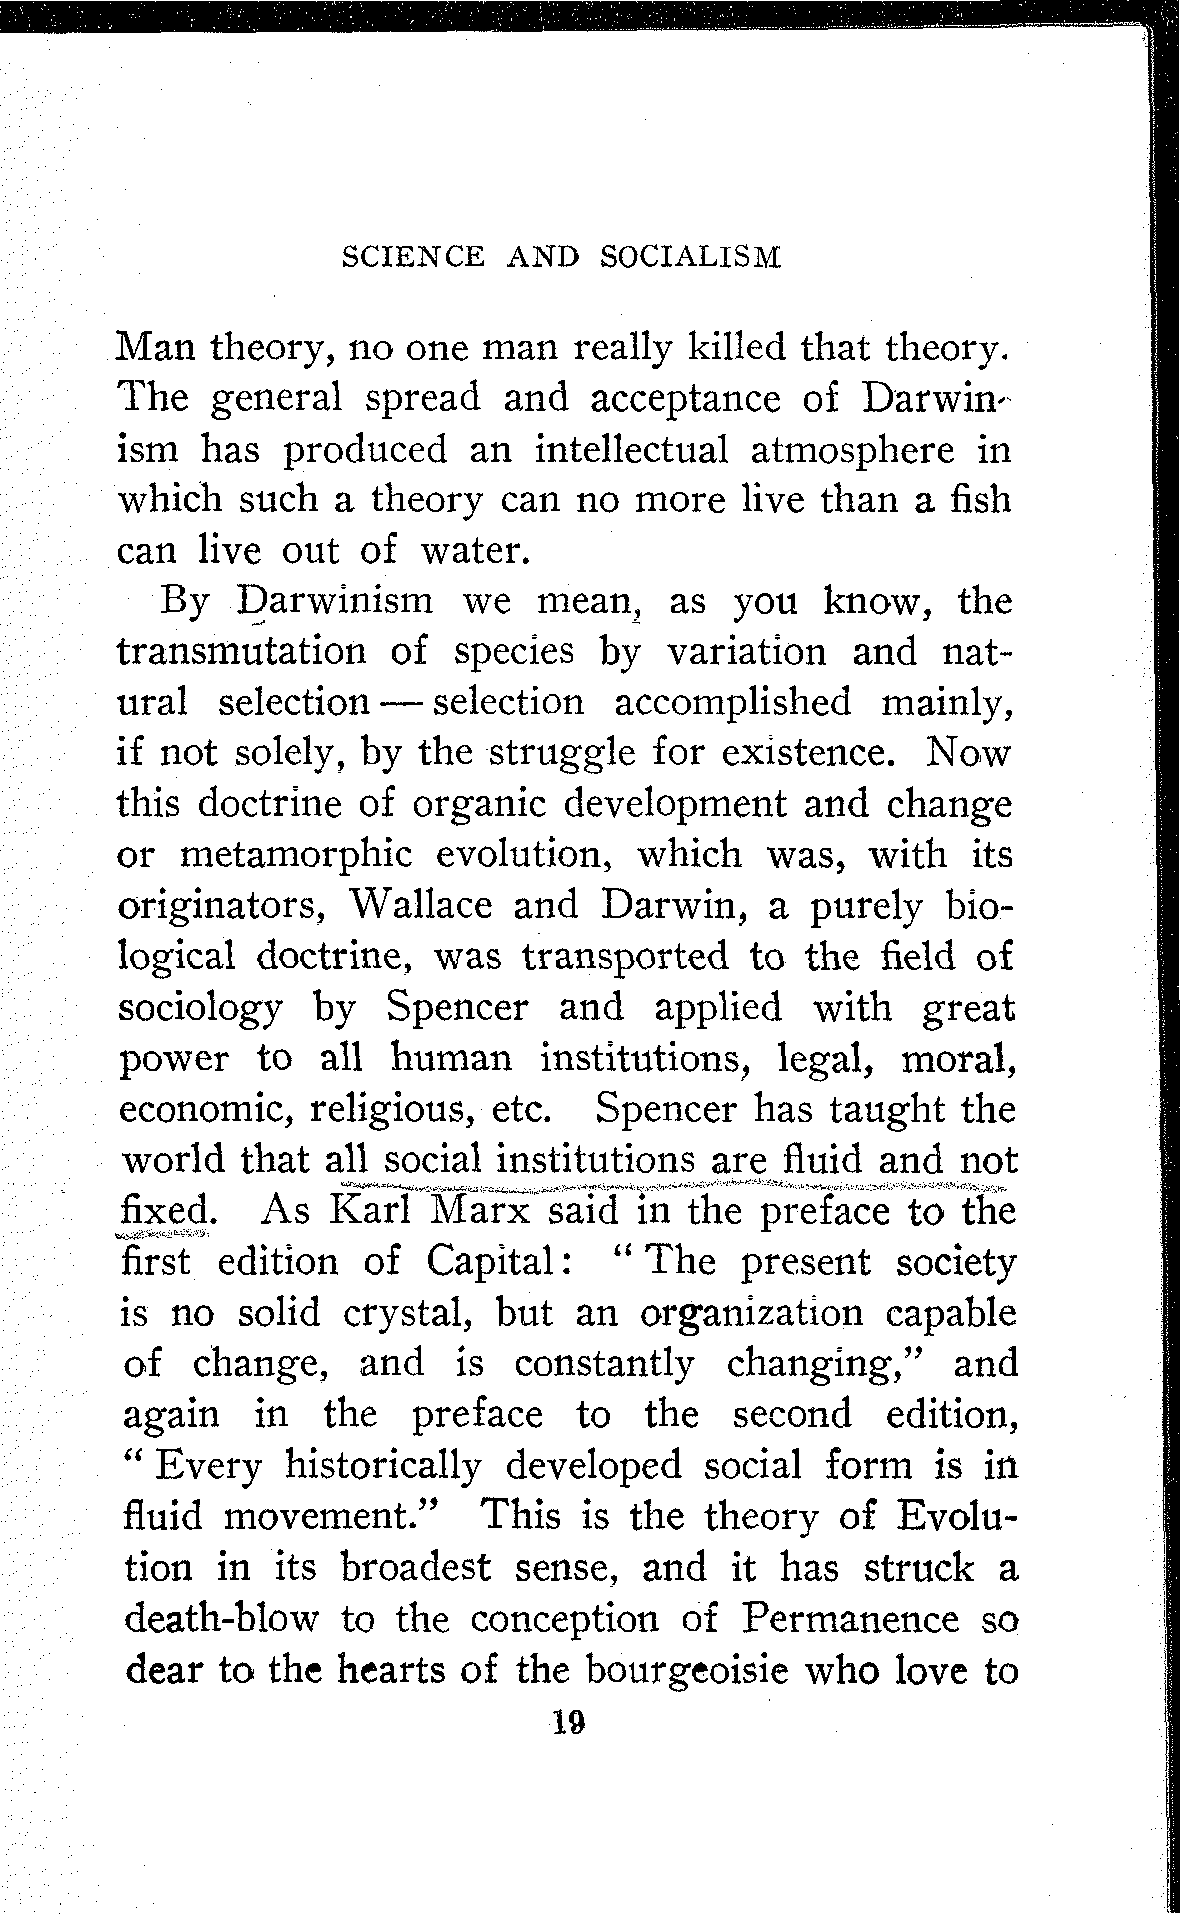 SCIENCE AND SOCIALISM
Man theory, no one man really killed that theory.
The general spread and acceptance of Darwin-
ism has produced an intellectual atmosphere in
which such a theory can no more live than a fish
can live out of water.
By Darwinism we mean, as you know, the
transmutation of species by variation and nat-
ural selection — selection accomplished mainly,
if not solely, by the struggle for existence. Now
this doctrine of organic development and change
or metamorphic evolution, which was, with its
originators, Wallace and Darwin, a purely bio-
logical doctrine, was transported to the field of
sociology by Spencer and applied with great
power to all human institutions, legal, moral,
economic, religious, etc. Spencer has taught the
world that all social institutions are fluid and not
fixed. As Karl Marx said in the preface to the
first edition of Capital: “ The present society
is no solid crystal, but an organization capable
of change, and is constantly changing,” and
again in the preface to the second edition,
“ Every historically developed social form is in
fluid movement.” This is the theory of Evolu-
tion in its broadest sense, and it has struck a
death-blow to the conception of Permanence so
dear to the hearts of the bourgeoisie who love to
19